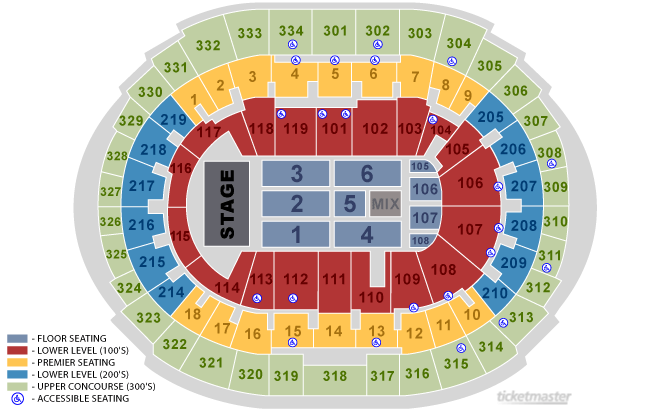 333 334 301 302 303
332 304
331 305
330 306
329 307
328 308
327 309
326 310
325 311
324 312
323 313
322 314
321 315
320 319 318 317 316
1 2 3 4 5 6 7 8 9
219 205
218 206
217 207
216 208
215 209
214 210
117 118 119 101 102 103 104
116 105
115 106
114 107
113 112 111 110 109 108
STAGE
3 6 105
2 5 MIX 106
1 4 107
108
18 17 16 15 14 13 12 11 10
- FLOOR SEATING
- LOWER LEVEL (100'S)
- PREMIER SEATING
- LOWER LEVEL (200'S)
- UPPER CONCOURSE (300'S)
- ACCESSIBLE SEATING
ticketmaster